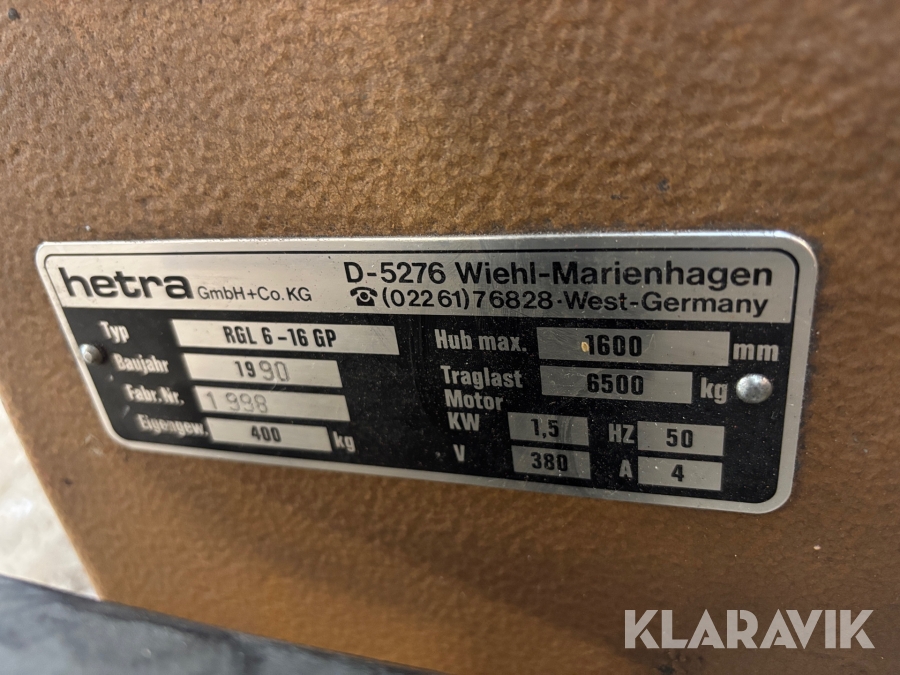 hetra GmbH+Co. KG
D-5276 Wiehl-Marienhagen
☎(02261)76828·West-Germany
Typ RGL 6-16 GP
Baujahr 1990
Fabr. Nr. 1 998
Eigengew. 400 kg
Hub max. 1600 mm
Traglast 6500 kg
Motor
KW 1,5 HZ 50
V 380 A 4
KLARAVIK